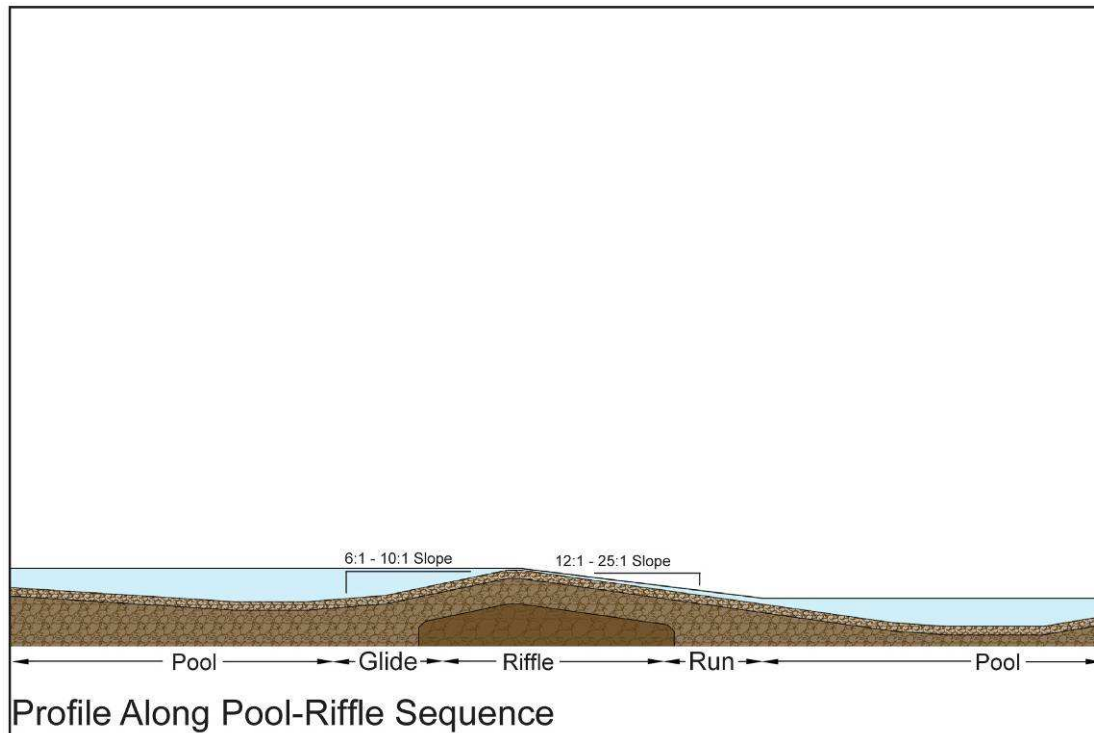 6:1 - 10:1 Slope
12:1 - 25:1 Slope
Pool Glide Riffle Run Pool
Profile Along Pool-Riffle Sequence